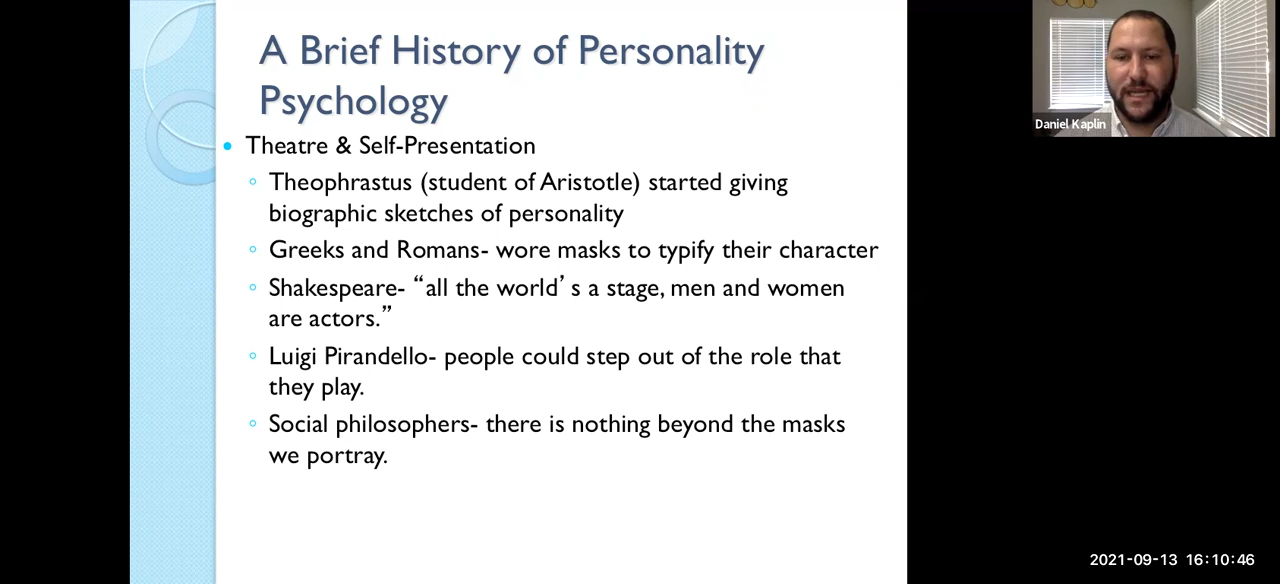 A Brief History of Personality
Psychology
Theatre & Self-Presentation
Theophrastus (student of Aristotle) started giving
biographic sketches of personality
Greeks and Romans- wore masks to typify their character
Shakespeare- “all the world’ s a stage, men and women
are actors.”
Luigi Pirandello- people could step out of the role that
they play.
Social philosophers- there is nothing beyond the masks
we portray.
Daniel Kaplin
2021-09-13 16:10:46